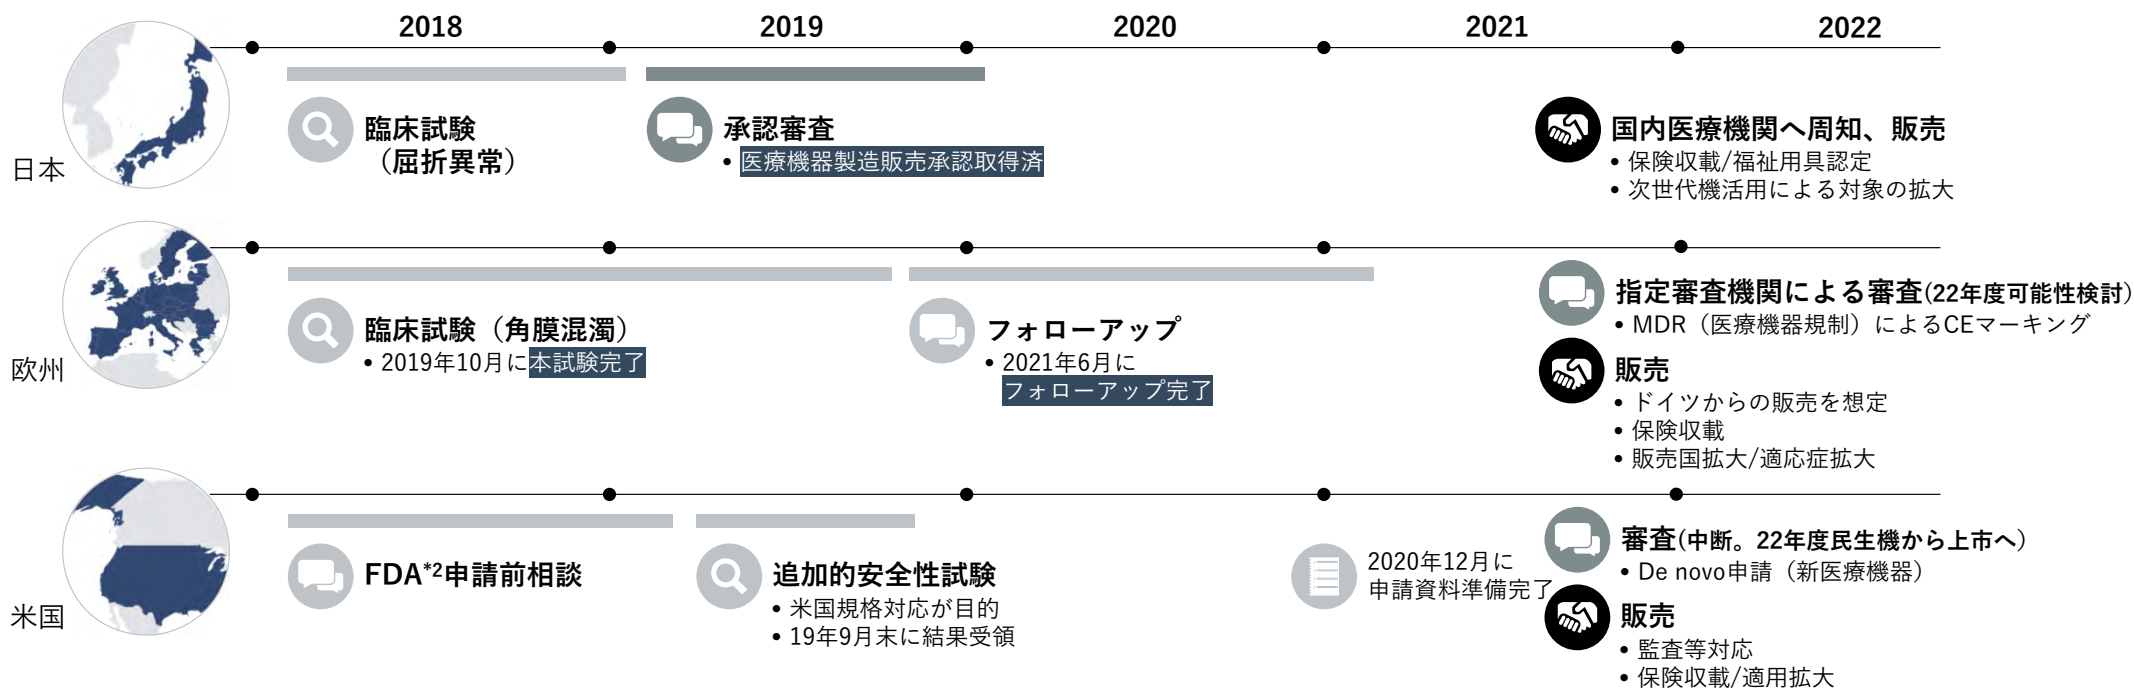 2018
2019
2020
2021
2022
日本
臨床試験
（屈折異常）
承認審査
• 医療機器製造販売承認取得済
国内医療機関へ周知、販売
• 保険収載/福祉用具認定
• 次世代機活用による対象の拡大
欧州
臨床試験（角膜混濁）
• 2019年10月に本試験完了
フォローアップ
• 2021年6月に
フォローアップ完了
指定審査機関による審査(22年度可能性検討)
• MDR（医療機器規制）によるCEマーキング
販売
• ドイツからの販売を想定
• 保険収載
• 販売国拡大/適応症拡大
米国
FDA*2申請前相談
追加的安全性試験
• 米国規格対応が目的
• 19年9月末に結果受領
2020年12月に
申請資料準備完了
審査(中断。22年度民生機から上市へ)
• De novo申請（新医療機器）
販売
• 監査等対応
• 保険収載/適用拡大